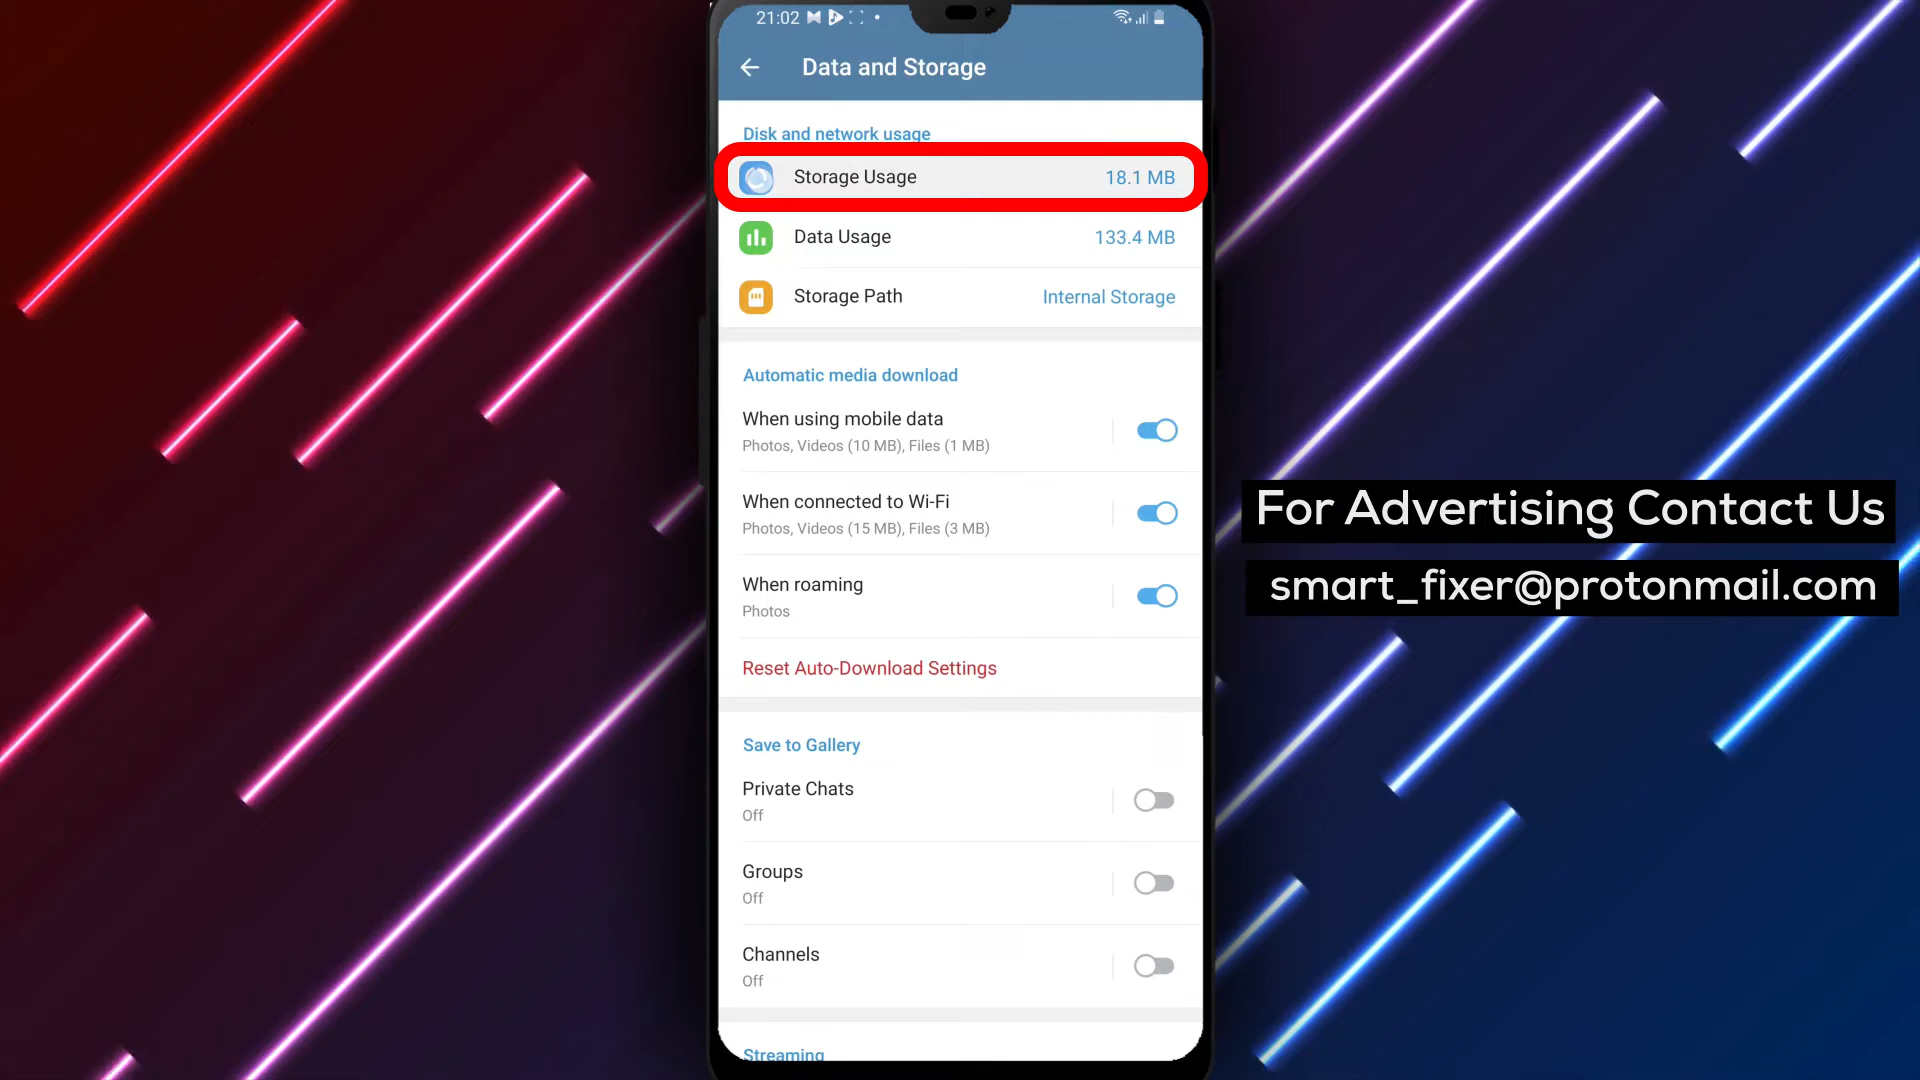 21:02
Data and Storage
Disk and network usage
Storage Usage 18.1 MB
Data Usage 133.4 MB
Storage Path Internal Storage
Automatic media download
When using mobile data
Photos, Videos (10 MB), Files (1 MB)
When connected to Wi-Fi
Photos, Videos (15 MB), Files (3 MB)
When roaming
Photos
Reset Auto-Download Settings
Save to Gallery
Private Chats
Off
Groups
Off
Channels
Off
Streaming
For Advertising Contact Us
smart_fixer@protonmail.com